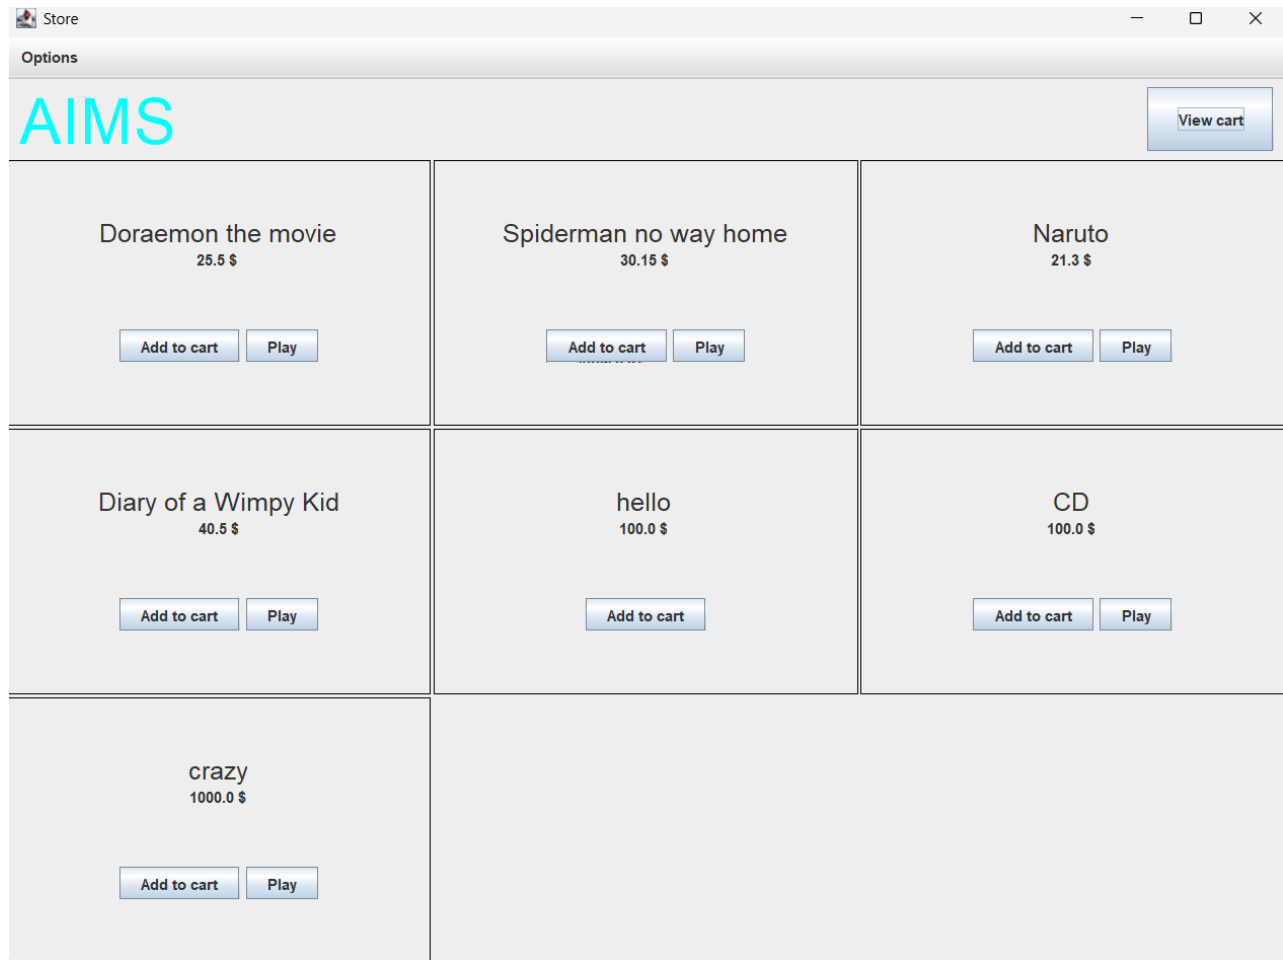 Store
Options
AIMS
View cart
Doraemon the movie
25.5 $
Add to cart
Play
Spiderman no way home
30.15 $
Add to cart
Play
Naruto
21.3 $
Add to cart
Play
Diary of a Wimpy Kid
40.5 $
Add to cart
Play
hello
100.0 $
Add to cart
CD
100.0 $
Add to cart
Play
crazy
1000.0 $
Add to cart
Play